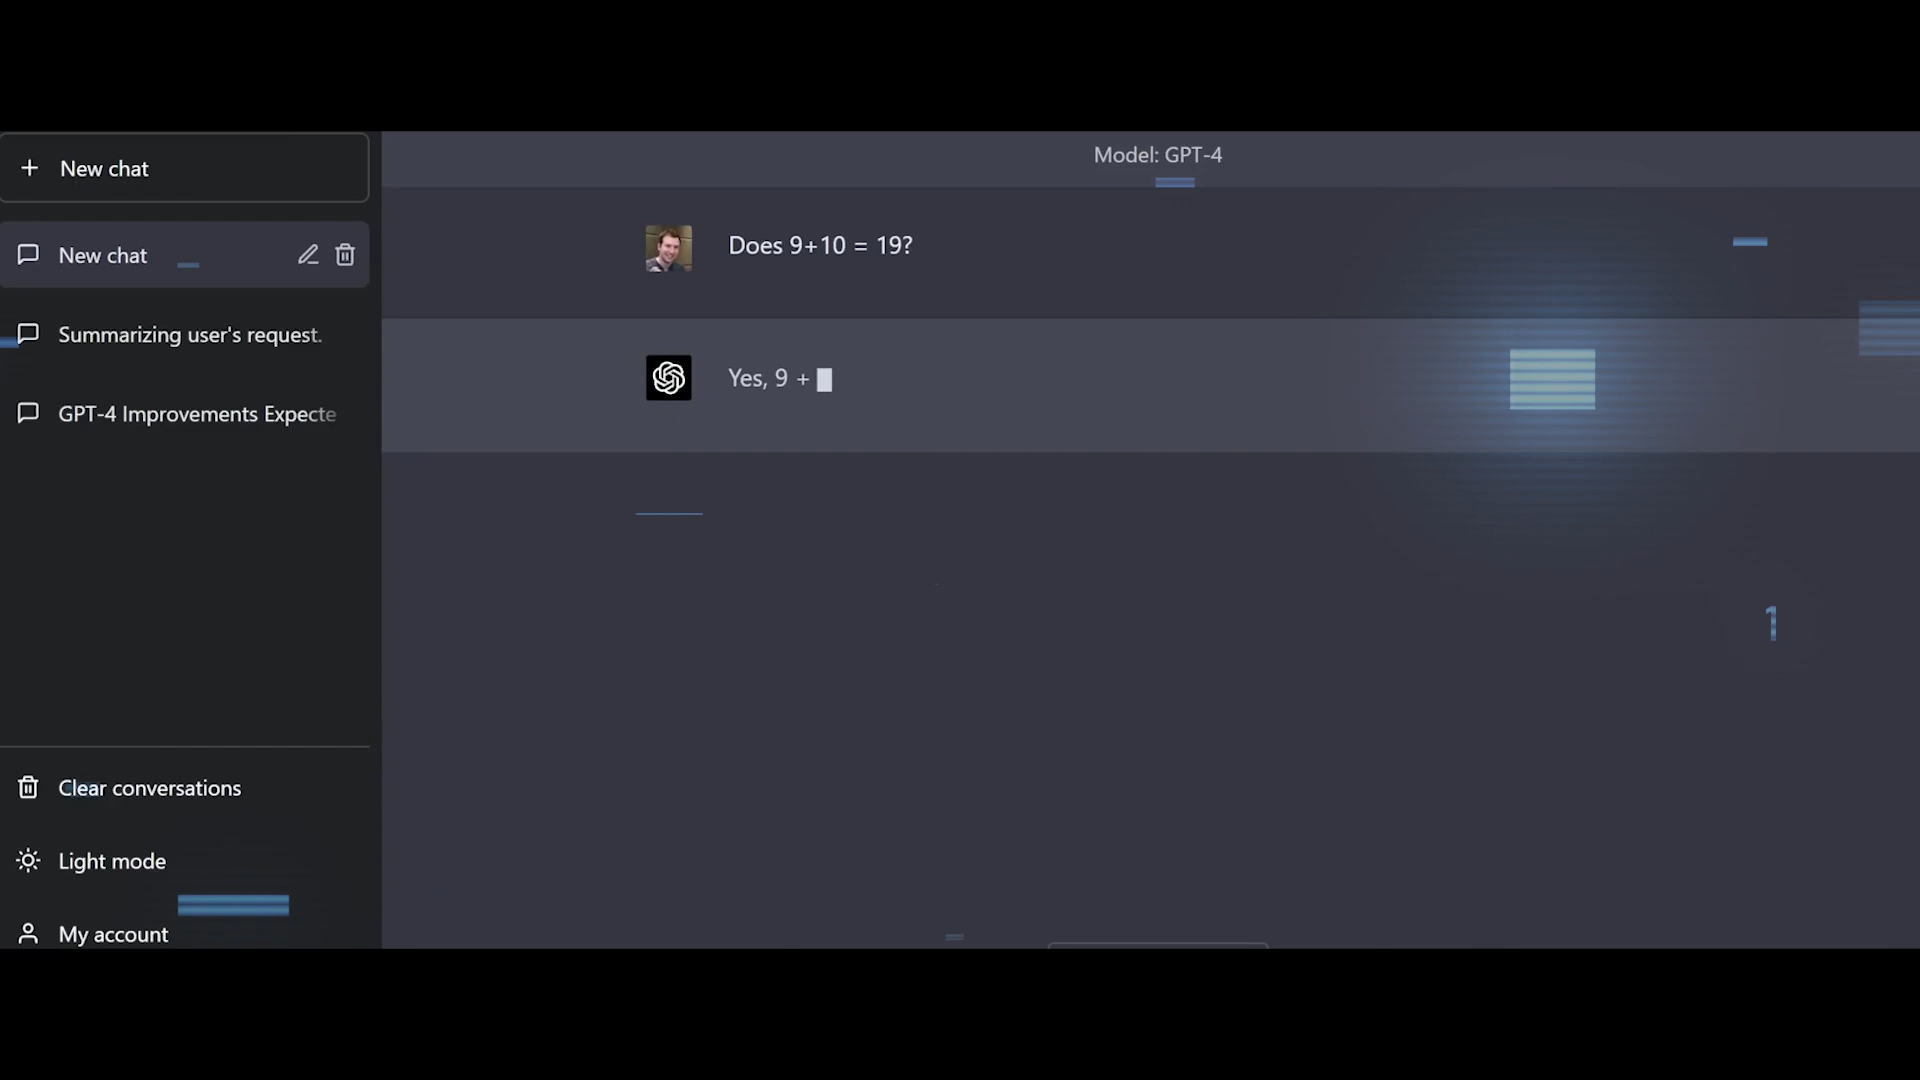 New chat
New chat
Summarizing user's request.
GPT-4 Improvements Expecte
Clear conversations
Light mode
My account
Model: GPT-4
Does 9+10 = 19?
Yes, 9 +
1